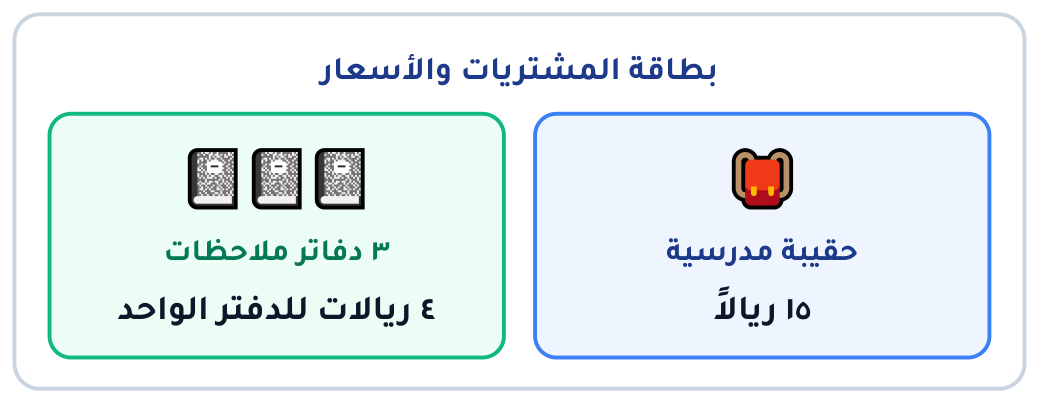 بطاقة المشتريات والأسعار
حقيبة مدرسية
١٥ ريالاً
٣ دفاتر ملاحظات
٤ ريالات للدفتر الواحد